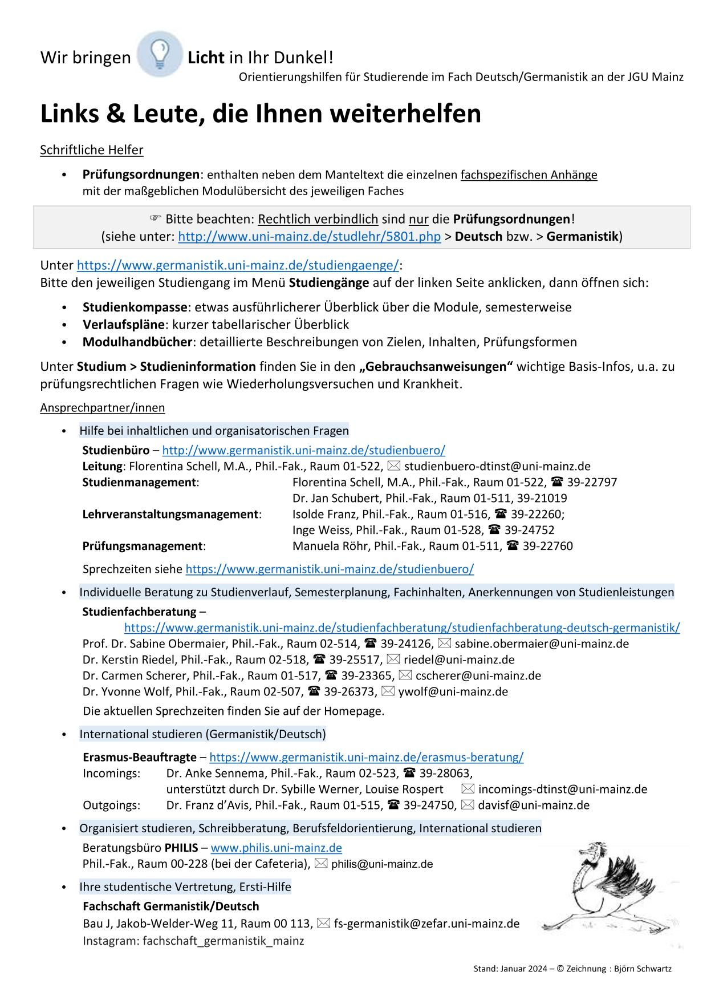 Wir bringen Licht in Ihr Dunkel!
Orientierungshilfen für Studierende im Fach Deutsch/Germanistik an der JGU Mainz
Links & Leute, die Ihnen weiterhelfen
Schriftliche Helfer
• Prüfungsordnungen: enthalten neben dem Manteltext die einzelnen fachspezifischen Anhänge
mit der maßgeblichen Modulübersicht des jeweiligen Faches
☞ Bitte beachten: Rechtlich verbindlich sind nur die Prüfungsordnungen!
(siehe unter: http://www.uni-mainz.de/studlehr/5801.php > Deutsch bzw. > Germanistik)
Unter https://www.germanistik.uni-mainz.de/studiengaenge/:
Bitte den jeweiligen Studiengang im Menü Studiengänge auf der linken Seite anklicken, dann öffnen sich:
• Studienkompasse: etwas ausführlicherer Überblick über die Module, semesterweise
• Verlaufspläne: kurzer tabellarischer Überblick
• Modulhandbücher: detaillierte Beschreibungen von Zielen, Inhalten, Prüfungsformen
Unter Studium > Studieninformation finden Sie in den „Gebrauchsanweisungen“ wichtige Basis-Infos, u.a. zu
prüfungsrechtlichen Fragen wie Wiederholungsversuchen und Krankheit.
Ansprechpartner/innen
• Hilfe bei inhaltlichen und organisatorischen Fragen
Studienbüro – http://www.germanistik.uni-mainz.de/studienbuero/
Leitung: Florentina Schell, M.A., Phil.-Fak., Raum 01-522, 🖂 studienbuero-dtinst@uni-mainz.de
Studienmanagement: Florentina Schell, M.A., Phil.-Fak., Raum 01-522, ☎ 39-22797
Dr. Jan Schubert, Phil.-Fak., Raum 01-511, 39-21019
Lehrveranstaltungsmanagement: Isolde Franz, Phil.-Fak., Raum 01-516, ☎ 39-22260;
Inge Weiss, Phil.-Fak., Raum 01-528, ☎ 39-24752
Prüfungsmanagement: Manuela Röhr, Phil.-Fak., Raum 01-511, ☎ 39-22760
Sprechzeiten siehe https://www.germanistik.uni-mainz.de/studienbuero/
• Individuelle Beratung zu Studienverlauf, Semesterplanung, Fachinhalten, Anerkennungen von Studienleistungen
Studienfachberatung –
https://www.germanistik.uni-mainz.de/studienfachberatung/studienfachberatung-deutsch-germanistik/
Prof. Dr. Sabine Obermaier, Phil.-Fak., Raum 02-514, ☎ 39-24126, 🖂 sabine.obermaier@uni-mainz.de
Dr. Kerstin Riedel, Phil.-Fak., Raum 02-518, ☎ 39-25517, 🖂 riedel@uni-mainz.de
Dr. Carmen Scherer, Phil.-Fak., Raum 01-517, ☎ 39-23365, 🖂 cscherer@uni-mainz.de
Dr. Yvonne Wolf, Phil.-Fak., Raum 02-507, ☎ 39-26373, 🖂 ywolf@uni-mainz.de
Die aktuellen Sprechzeiten finden Sie auf der Homepage.
• International studieren (Germanistik/Deutsch)
Erasmus-Beauftragte – https://www.germanistik.uni-mainz.de/erasmus-beratung/
Incomings: Dr. Anke Sennema, Phil.-Fak., Raum 02-523, ☎ 39-28063,
unterstützt durch Dr. Sybille Werner, Louise Rospert 🖂 incomings-dtinst@uni-mainz.de
Outgoings: Dr. Franz d’Avis, Phil.-Fak., Raum 01-515, ☎ 39-24750, 🖂 davisf@uni-mainz.de
• Organisiert studieren, Schreibberatung, Berufsfeldorientierung, International studieren
Beratungsbüro PHILIS – www.philis.uni-mainz.de
Phil.-Fak., Raum 00-228 (bei der Cafeteria), 🖂 philis@uni-mainz.de
• Ihre studentische Vertretung, Ersti-Hilfe
Fachschaft Germanistik/Deutsch
Bau J, Jakob-Welder-Weg 11, Raum 00 113, 🖂 fs-germanistik@zefar.uni-mainz.de
Instagram: fachschaft_germanistik_mainz
Stand: Januar 2024 – © Zeichnung : Björn Schwartz